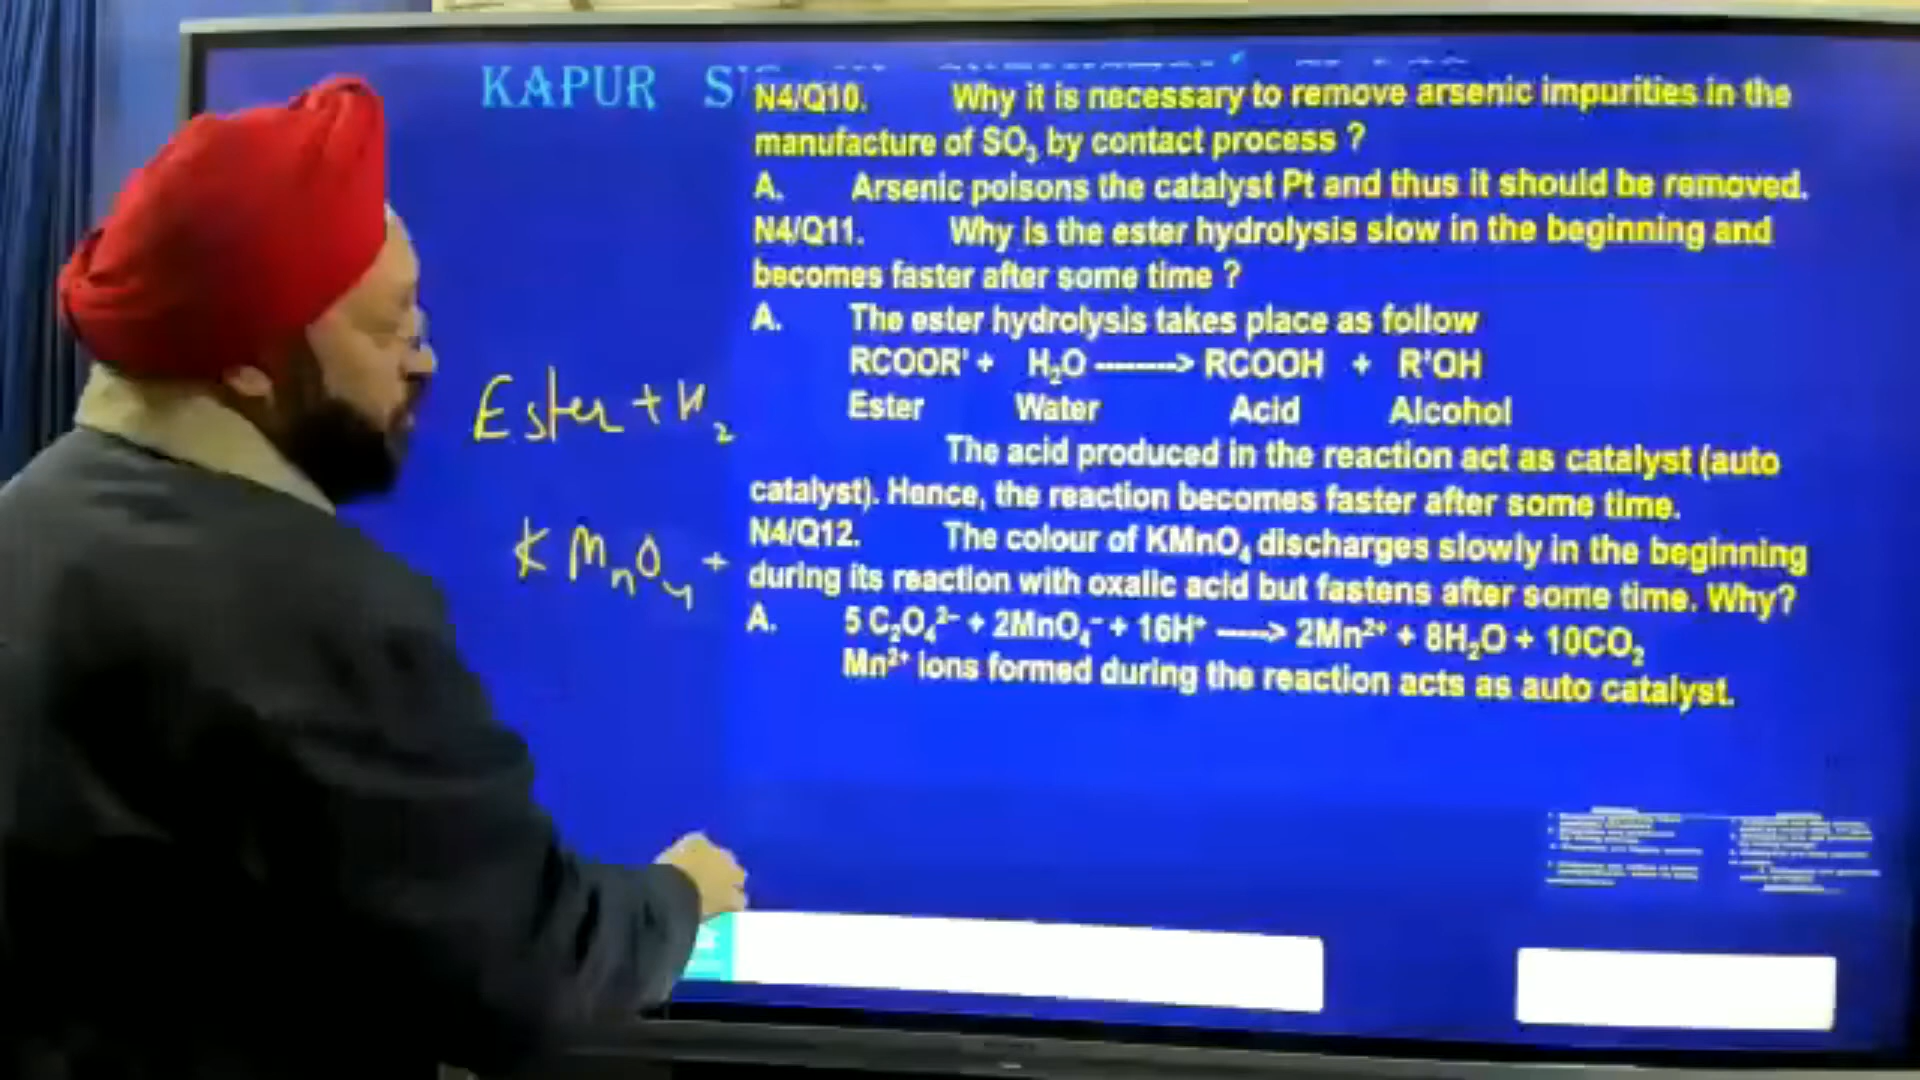 KAPUR S
N4/Q10. Why it is necessary to remove arsenic impurities in the
manufacture of SO₃ by contact process ?
A. Arsenic poisons the catalyst Pt and thus it should be removed.
N4/Q11. Why is the ester hydrolysis slow in the beginning and
becomes faster after some time ?
A. The ester hydrolysis takes place as follow
RCOOR' + H₂O --------> RCOOH + R'OH
Ester Water Acid Alcohol
The acid produced in the reaction act as catalyst (auto
catalyst). Hence, the reaction becomes faster after some time.
N4/Q12. The colour of KMnO₄ discharges slowly in the beginning
during its reaction with oxalic acid but fastens after some time. Why?
A. 5 C₂O₄²⁻ + 2MnO₄⁻ + 16H⁺ -----> 2Mn²⁺ + 8H₂O + 10CO₂
Mn²⁺ ions formed during the reaction acts as auto catalyst.
Ester + H₂
KMnO₄ +